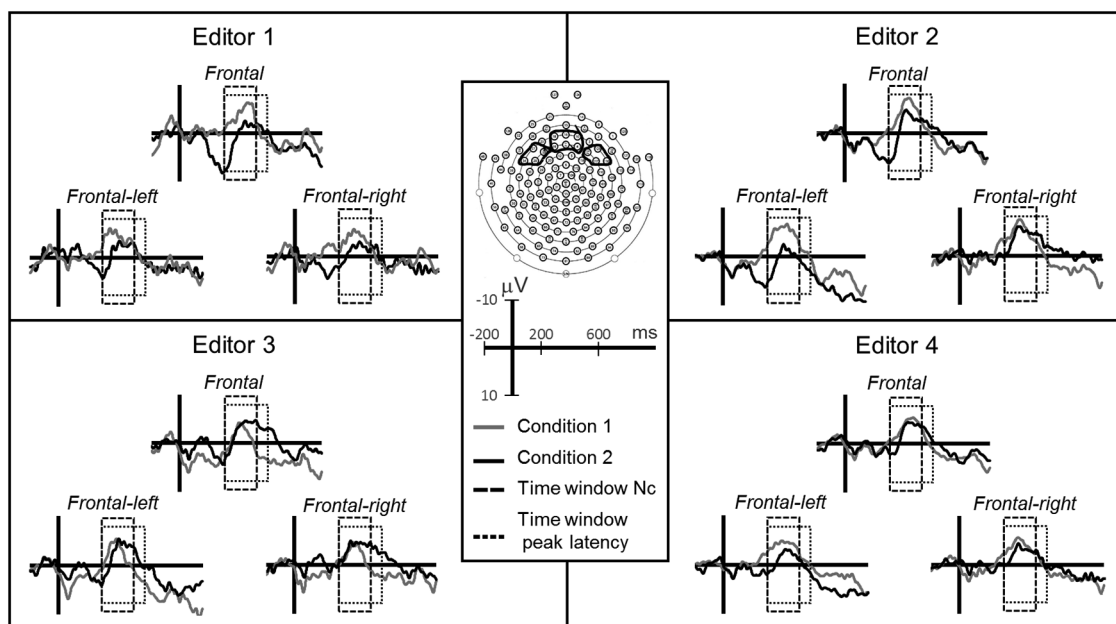 Editor 1
Frontal
Frontal-left
Frontal-right
Editor 2
Frontal
Frontal-left
Frontal-right
µV
-10
-200 200 600 ms
10
Condition 1
Condition 2
Time window Nc
Time window
peak latency
Editor 3
Frontal
Frontal-left
Frontal-right
Editor 4
Frontal
Frontal-left
Frontal-right